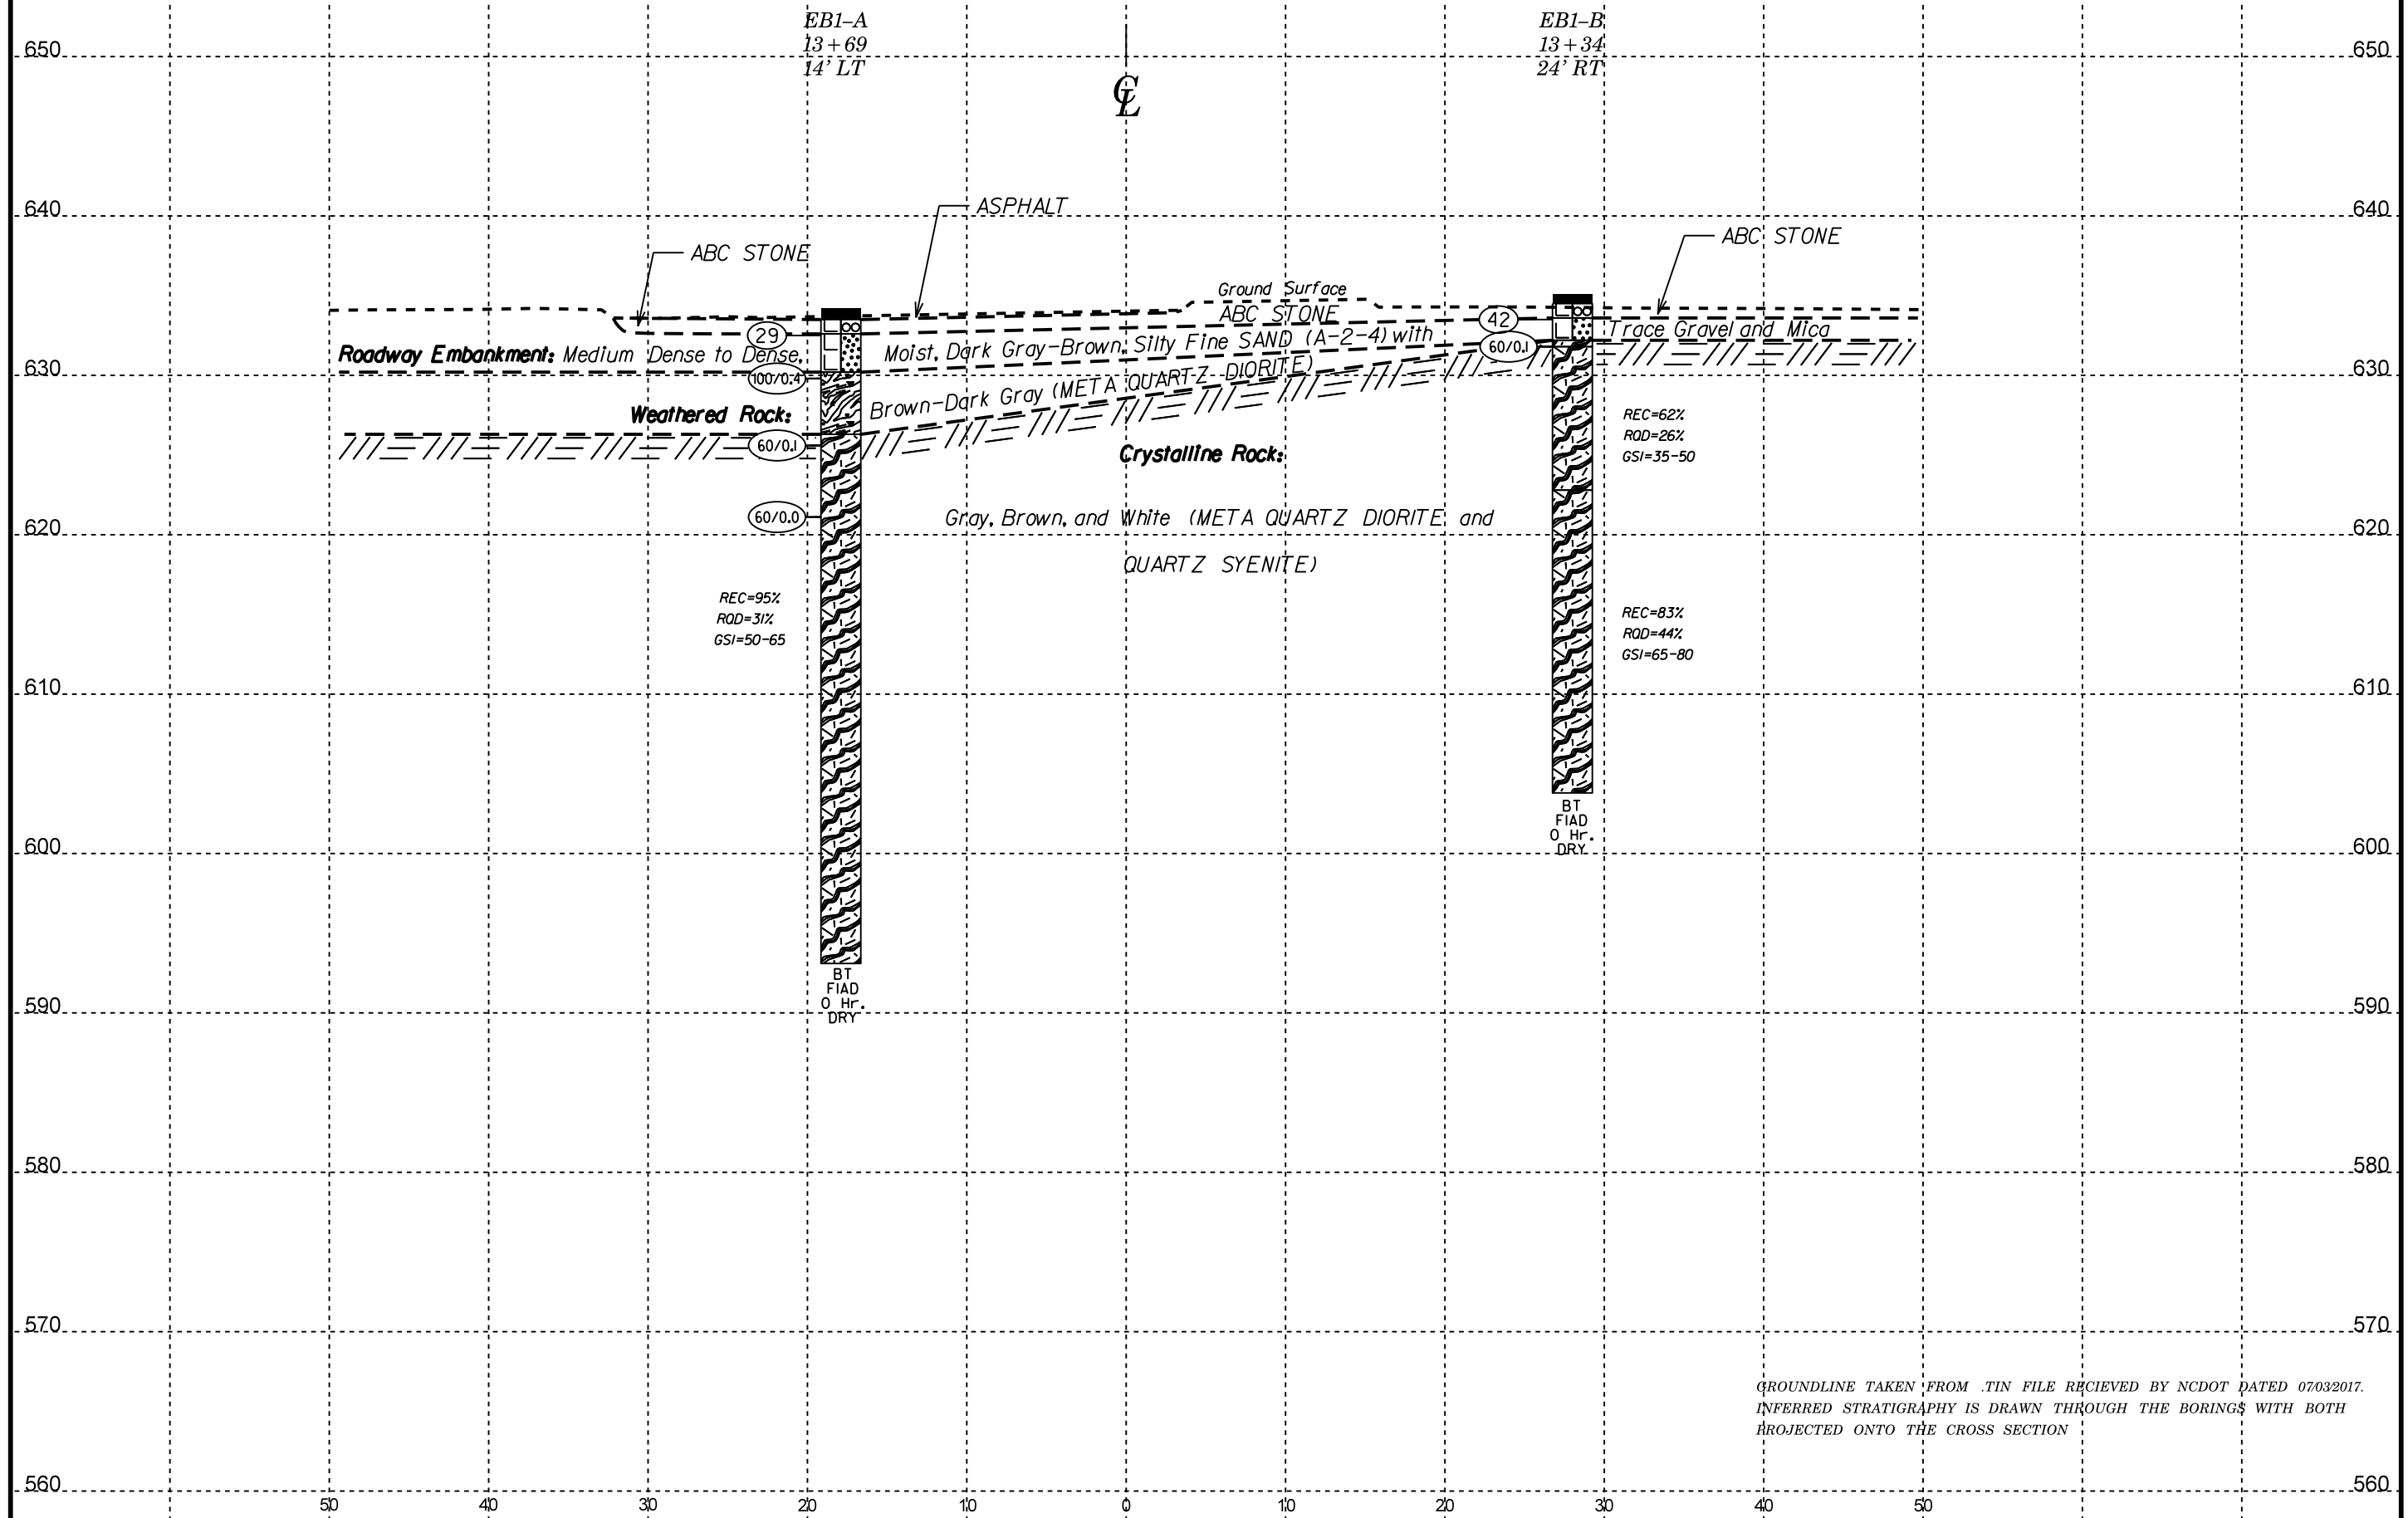 EB1-A
13+69
14' LT
EB1-B
13+34
24' RT
650
650
CL
640
ASPHALT
640
ABC STONE
ABC STONE
Ground Surface
ABC STONE
29
42
Trace Gravel and Mica
Roadway Embankment: Medium Dense to Dense, Moist, Dark Gray-Brown, Silty Fine SAND (A-2-4) with
60/0.1
630
100/0.4
630
Brown-Dark Gray (META QUARTZ DIORITE)
Weathered Rock:
60/0.1
Crystalline Rock:
REC=62%
RQD=26%
GSI=35-50
620
60/0.0
Gray, Brown, and White (META QUARTZ DIORITE and
620
QUARTZ SYENITE)
REC=95%
RQD=31%
GSI=50-65
REC=83%
RQD=44%
GSI=65-80
610
610
BT
FIAD
0 Hr.
DRY
600
600
BT
FIAD
0 Hr.
DRY
590
590
580
580
570
570
GROUNDLINE TAKEN FROM .TIN FILE RECIEVED BY NCDOT DATED 07/03/2017.
INFERRED STRATIGRAPHY IS DRAWN THROUGH THE BORINGS WITH BOTH
PROJECTED ONTO THE CROSS SECTION
560
560
50 40 30 20 10 0 10 20 30 40 50